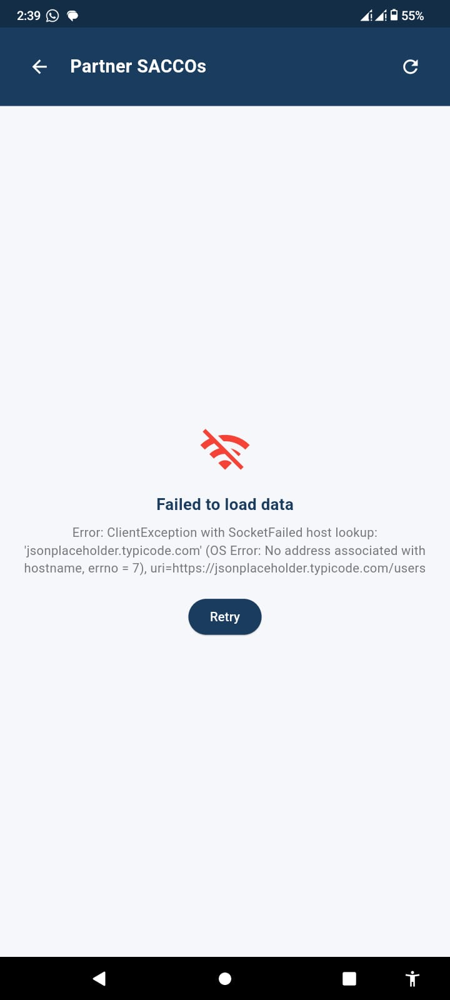 2:39
55%
Partner SACCOs
Failed to load data
Error: ClientException with SocketFailed host lookup:
'jsonplaceholder.typicode.com' (OS Error: No address associated with
hostname, errno = 7), uri=https://jsonplaceholder.typicode.com/users
Retry